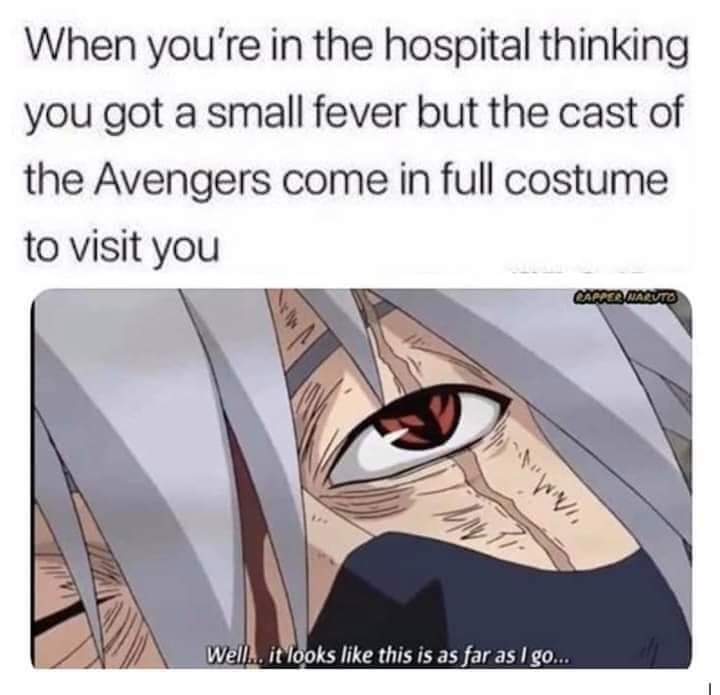 When you're in the hospital thinking
you got a small fever but the cast of
the Avengers come in full costume
to visit you
RAPPER NARUTO
Well... it looks like this is as far as I go...